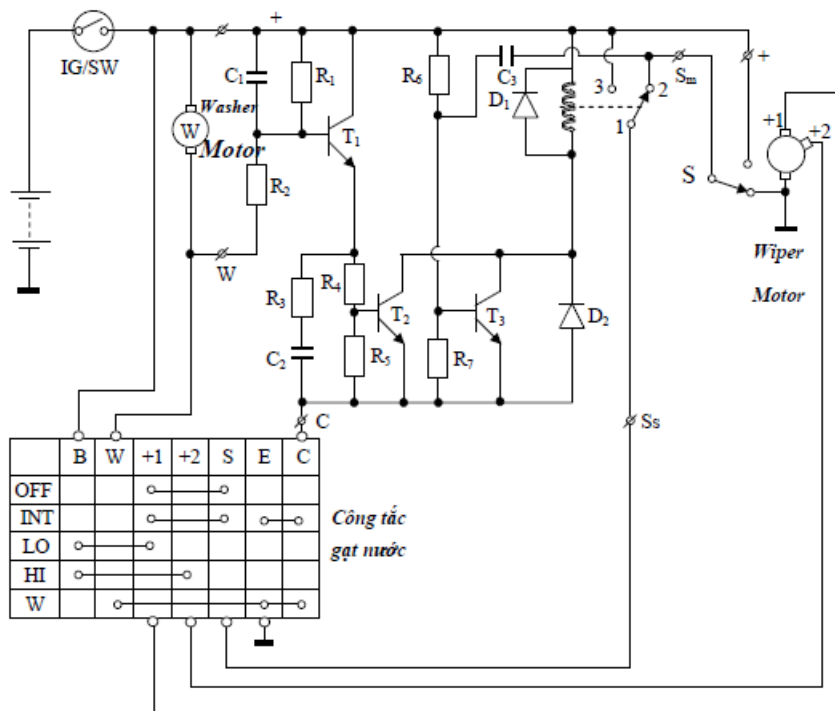 +
IG/SW
C1
R1
R6
C3
Sm
+
Washer
W
Motor
T1
D1
3
2
1
+1
+2
R2
S
W
Wiper
Motor
R3
R4
T2
T3
D2
C2
R5
R7
C
Ss
B W +1 +2 S E C
OFF
INT
LO
HI
W
Công tắc
gạt nước